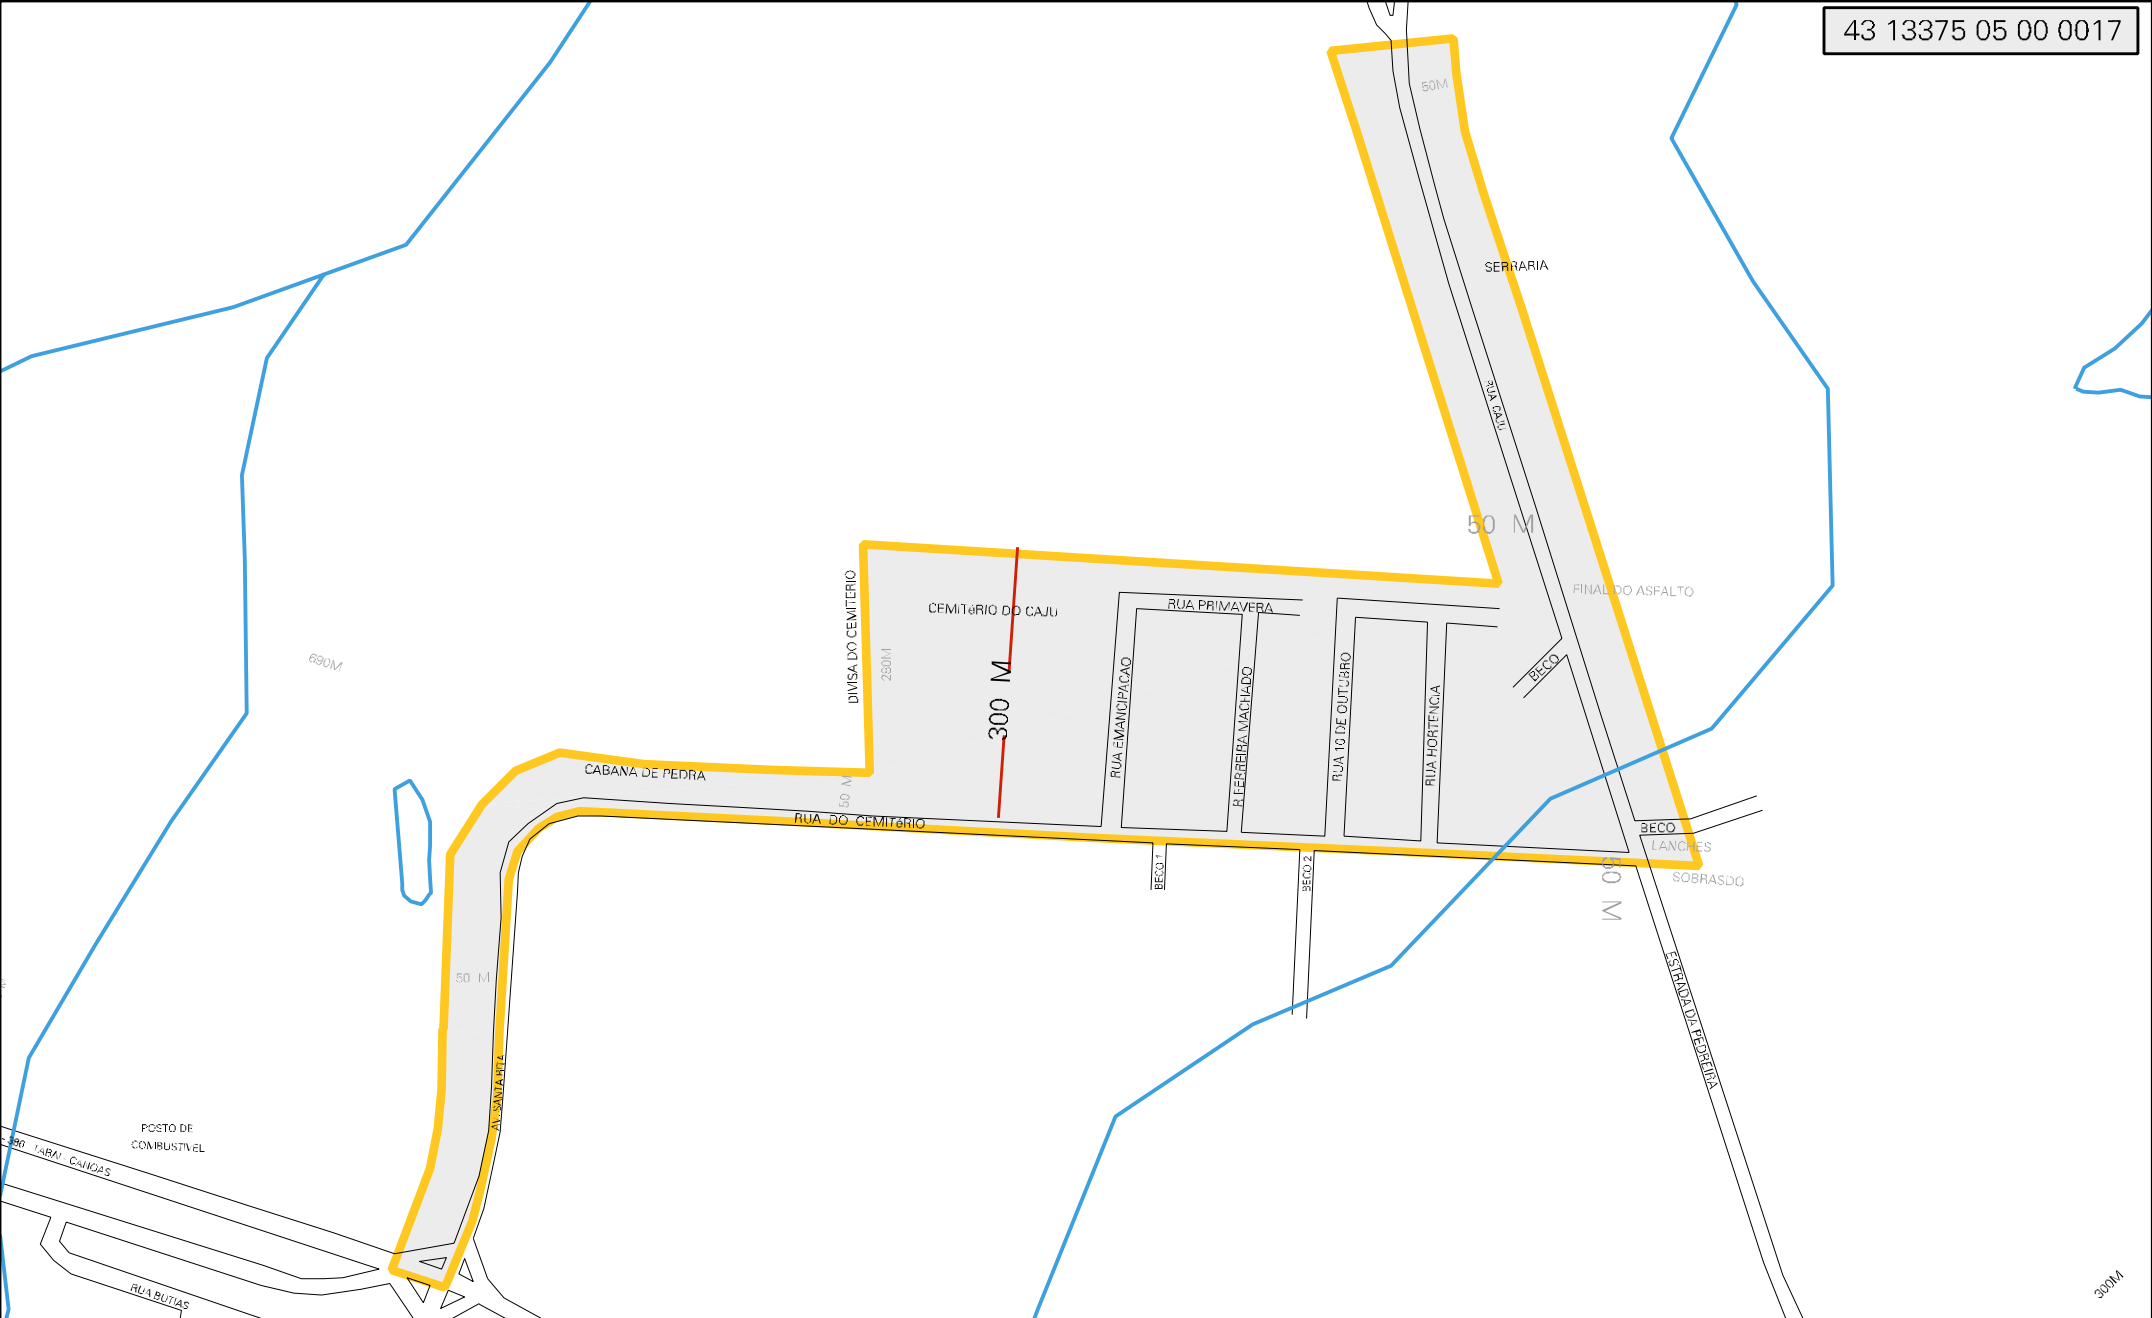 43 13375 05 00 0017
50M
SERRARIA
RUA CAJU
50 M
FINAL DO ASFALTO
DIVISA DO CEMITERIO
CEMITéRIO DO CAJU
RUA PRIMAVERA
280M
690M
300 M
RUA EMANCIPACAO
R FERREIRA MACHADO
RUA 10 DE OUTUBRO
RUA HORTENCIA
BECO
CABANA DE PEDRA
50 M
RUA DO CEMITéRIO
BECO
LANCHES
SOBRASDO
BECO 1
BECO 2
50 M
50 M
ESTRADA DA PEDREIRA
AV. SANTA RITA
POSTO DE
COMBUSTIVEL
386 TABAI - CANOAS
RUA BUTIAS
300M